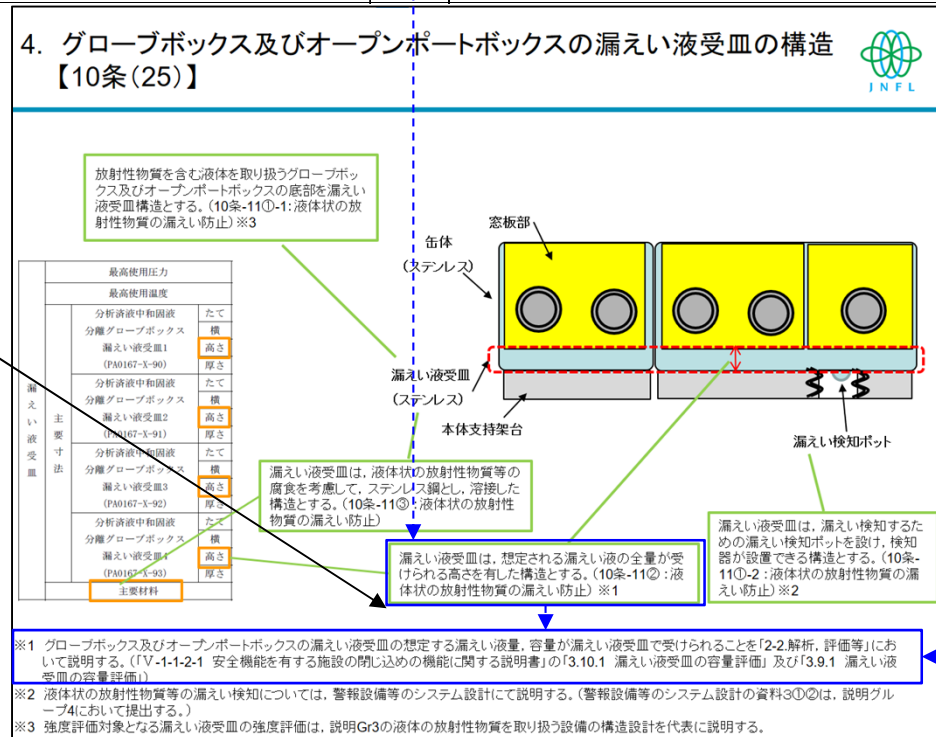 4. グローブボックス及びオープンポートボックスの漏えい液受皿の構造
【10条(25)】
JNFL
放射性物質を含む液体を取り扱うグローブボッ
クス及びオープンポートボックスの底部を漏えい
液受皿構造とする。(10条-11①-1:液体状の放
射性物質の漏えい防止)※3
窓板部
缶体
(ステンレス)
漏えい液受皿
(ステンレス)
本体支持架台
漏えい検知ポット
最高使用圧力
最高使用温度
漏えい液受皿
主要寸法
分析済液中和固液
分離グローブボックス
漏えい液受皿1
(PA0167-X-90)
たて
横
高さ
厚さ
分析済液中和固液
分離グローブボックス
漏えい液受皿2
(PA0167-X-91)
たて
横
高さ
厚さ
分析済液中和固液
分離グローブボックス
漏えい液受皿3
(PA0167-X-92)
たて
横
高さ
厚さ
分析済液中和固液
分離グローブボックス
漏えい液受皿4
(PA0167-X-93)
たて
横
高さ
厚さ
主要材料
漏えい液受皿は,液体状の放射性物質等の
腐食を考慮して,ステンレス鋼とし,溶接した
構造とする。(10条-11③:液体状の放射性
物質の漏えい防止)
漏えい液受皿は,想定される漏えい液の全量が受
けられる高さを有した構造とする。(10条-11②:液
体状の放射性物質の漏えい防止)※1
漏えい液受皿は,漏えい検知するた
めの漏えい検知ポットを設け,検知
器が設置できる構造とする。(10条-
11①-2:液体状の放射性物質の漏
えい防止)※2
※1 グローブボックス及びオープンポートボックスの漏えい液受皿の想定する漏えい液量,容量が漏えい液受皿で受けられることを「2-2.解析,評価等」にお
いて説明する。(「Ⅴ-1-1-2-1 安全機能を有する施設の閉じ込めの機能に関する説明書」の「3.10.1 漏えい液受皿の容量評価」及び「3.9.1 漏えい液
受皿の容量評価」)
※2 液体状の放射性物質等の漏えい検知については,警報設備等のシステム設計にて説明する。(警報設備等のシステム設計の資料3①②は,説明グル
ープ4において提出する。)
※3 強度評価対象となる漏えい液受皿の強度評価は,説明Gr3の液体の放射性物質を取り扱う設備の構造設計を代表に説明する。